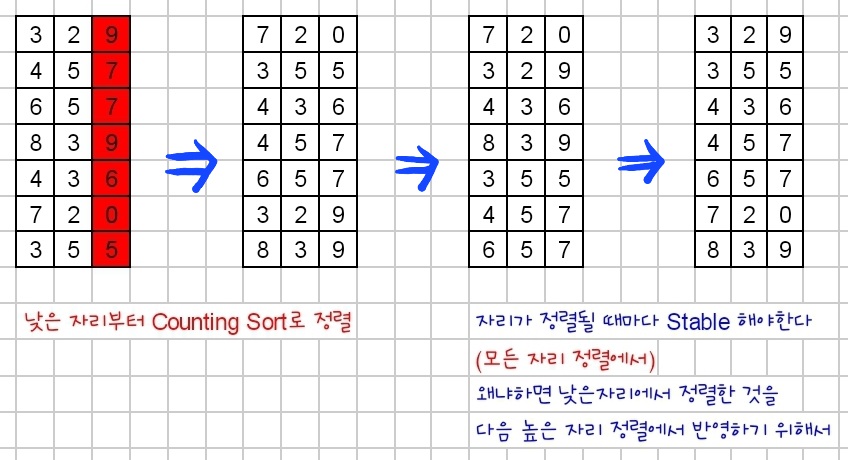 3 2 9 7 2 0 7 2 0 3 2 9
4 5 7 3 5 5 3 2 9 3 5 5
6 5 7 4 3 6 4 3 6 4 3 6
8 3 9 4 5 7 8 3 9 4 5 7
4 3 6 6 5 7 3 5 5 6 5 7
7 2 0 3 2 9 4 5 7 7 2 0
3 5 5 8 3 9 6 5 7 8 3 9
낮은 자리부터 Counting Sort로 정렬
자리가 정렬될 때마다 Stable 해야한다
(모든 자리 정렬에서)
왜냐하면 낮은자리에서 정렬한 것을
다음 높은 자리 정렬에서 반영하기 위해서